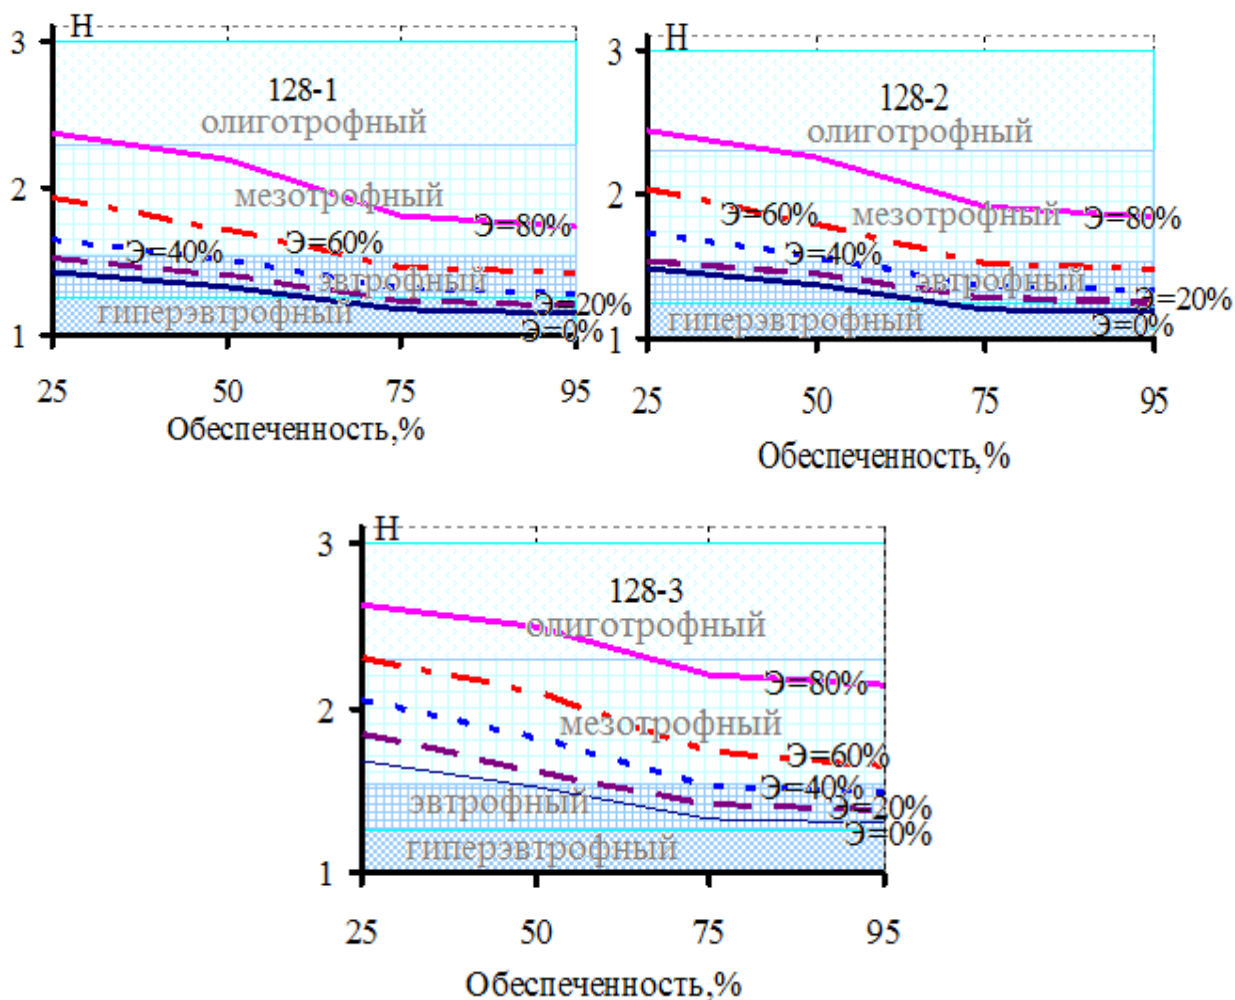 Н
3
128-1
олиготрофный
2
мезотрофный
Э=80%
Э=60%
Э=40%
эвтрофный
Э=20%
гиперэвтрофный
Э=0%
1
25 50 75 95
Обеспеченность,%
Н
3
128-2
олиготрофный
2
Э=60%
мезотрофный
Э=80%
Э=40%
эвтрофный
Э=20%
гиперэвтрофный
Э=0%
1
25 50 75 95
Обеспеченность,%
Н
3
128-3
олиготрофный
Э=80%
2
мезотрофный
Э=60%
Э=40%
эвтрофный
Э=20%
Э=0%
гиперэвтрофный
1
25 50 75 95
Обеспеченность,%